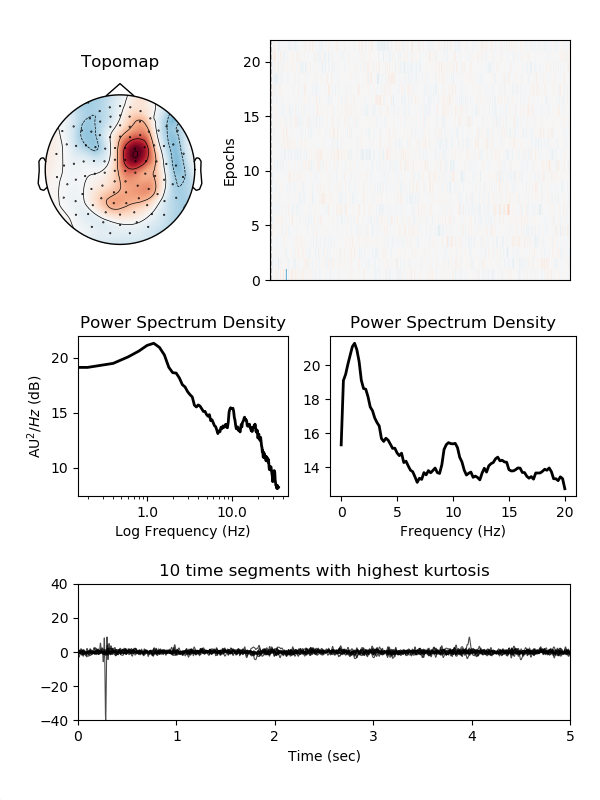 Topomap
Epochs
20
15
10
5
0
Power Spectrum Density
AU²/Hz (dB)
20
15
10
1.0 10.0
Log Frequency (Hz)
Power Spectrum Density
20
18
16
14
0 5 10 15 20
Frequency (Hz)
10 time segments with highest kurtosis
40
20
0
−20
−40
0 1 2 3 4 5
Time (sec)